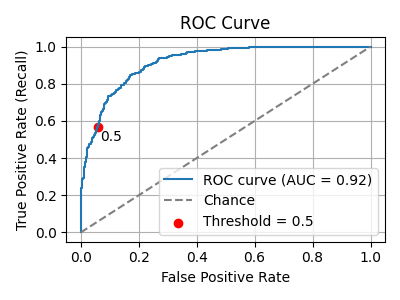 ROC Curve
True Positive Rate (Recall)
1.0
0.8
0.6
0.4
0.2
0.0
0.5
ROC curve (AUC = 0.92)
Chance
Threshold = 0.5
0.0 0.2 0.4 0.6 0.8 1.0
False Positive Rate